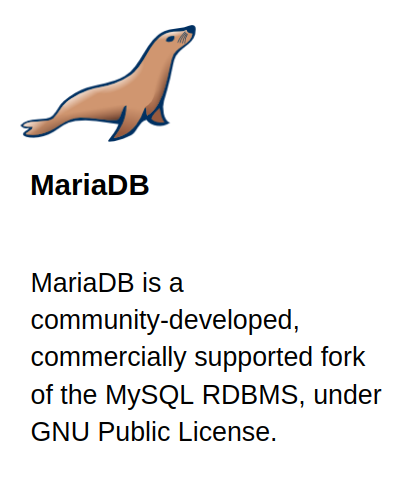 MariaDB
MariaDB is a
community-developed,
commercially supported fork
of the MySQL RDBMS, under
GNU Public License.